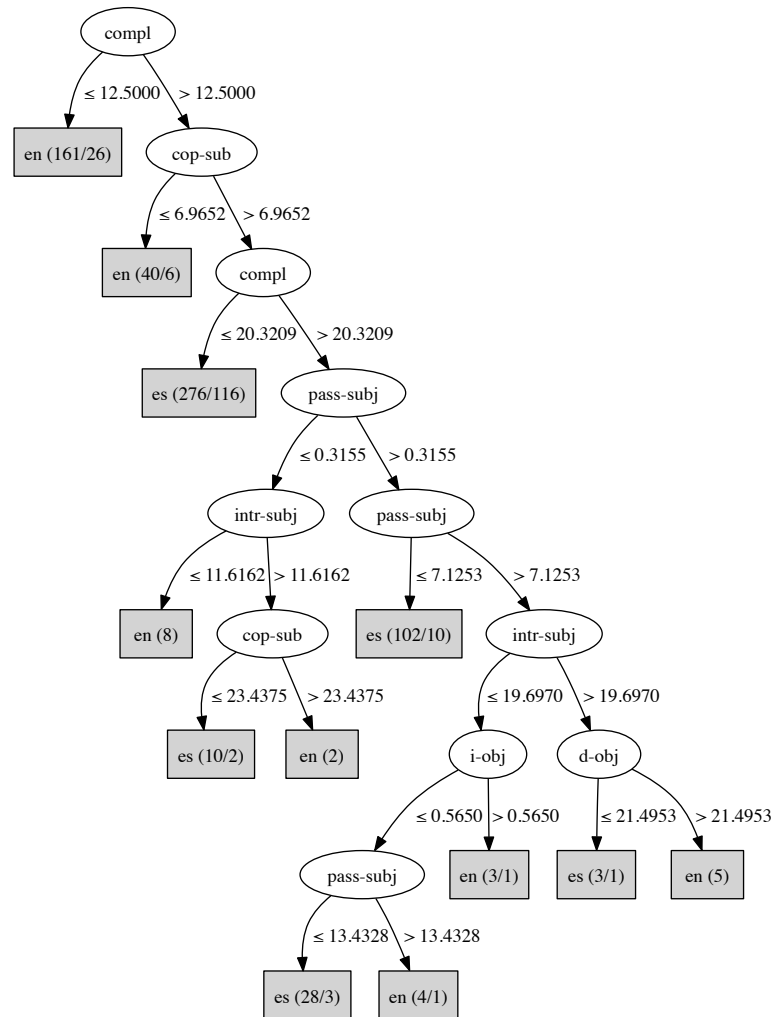 compl
≤ 12.5000 > 12.5000
en (161/26) cop-sub
≤ 6.9652 > 6.9652
en (40/6) compl
≤ 20.3209 > 20.3209
es (276/116) pass-subj
≤ 0.3155 > 0.3155
intr-subj pass-subj
≤ 11.6162 > 11.6162 ≤ 7.1253 > 7.1253
en (8) cop-sub es (102/10) intr-subj
≤ 23.4375 > 23.4375 ≤ 19.6970 > 19.6970
es (10/2) en (2) i-obj d-obj
≤ 0.5650 > 0.5650 ≤ 21.4953 > 21.4953
pass-subj en (3/1) es (3/1) en (5)
≤ 13.4328 > 13.4328
es (28/3) en (4/1)